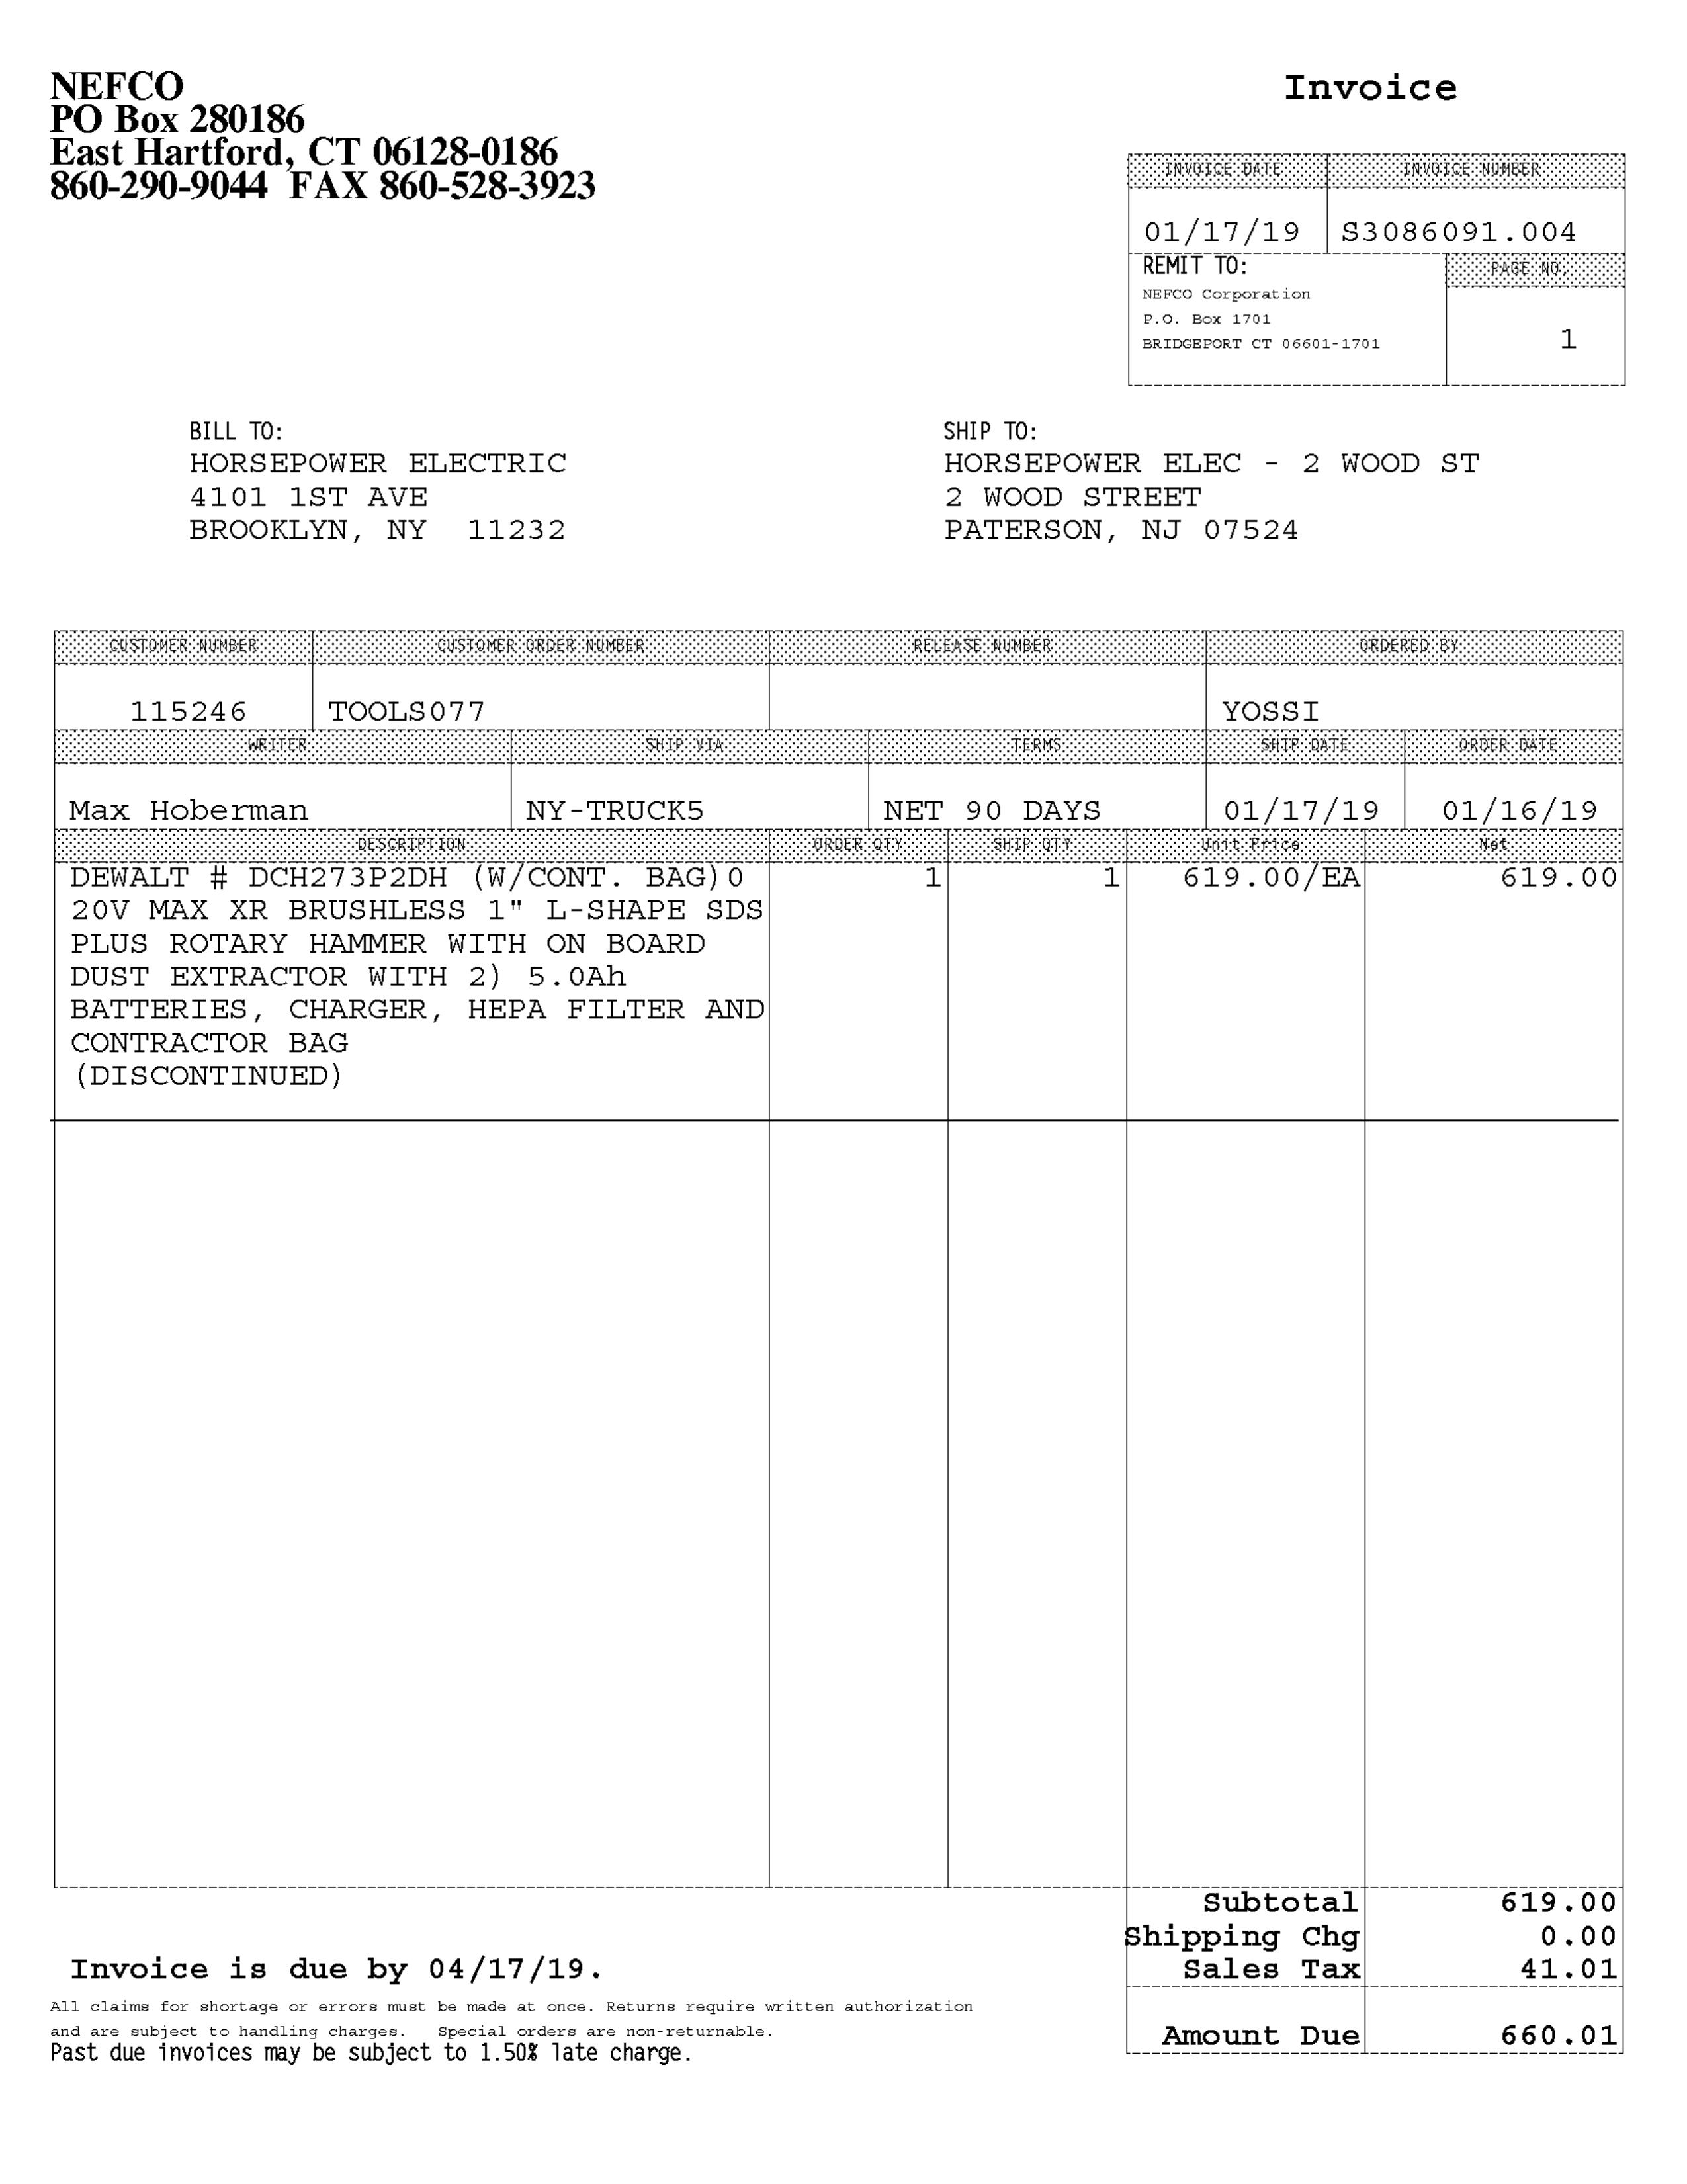 NEFCO
PO Box 280186
East Hartford, CT 06128-0186
860-290-9044 FAX 860-528-3923
Invoice
INVOICE DATE INVOICE NUMBER
01/17/19 S3086091.004
REMIT TO: PAGE NO.
NEFCO Corporation
P.O. Box 1701
BRIDGEPORT CT 06601-1701
1
BILL TO:
HORSEPOWER ELECTRIC
4101 1ST AVE
BROOKLYN, NY 11232
SHIP TO:
HORSEPOWER ELEC - 2 WOOD ST
2 WOOD STREET
PATERSON, NJ 07524
CUSTOMER NUMBER CUSTOMER ORDER NUMBER RELEASE NUMBER ORDERED BY
115246 TOOLS077 YOSSI
WRITER SHIP VIA TERMS SHIP DATE ORDER DATE
Max Hoberman NY-TRUCK5 NET 90 DAYS 01/17/19 01/16/19
DESCRIPTION ORDER QTY SHIP QTY Unit Price Net
DEWALT # DCH273P2DH (W/CONT. BAG)0 1 1 619.00/EA 619.00
20V MAX XR BRUSHLESS 1" L-SHAPE SDS
PLUS ROTARY HAMMER WITH ON BOARD
DUST EXTRACTOR WITH 2) 5.0Ah
BATTERIES, CHARGER, HEPA FILTER AND
CONTRACTOR BAG
(DISCONTINUED)
Subtotal 619.00
Shipping Chg 0.00
Sales Tax 41.01
Amount Due 660.01
Invoice is due by 04/17/19.
All claims for shortage or errors must be made at once. Returns require written authorization
and are subject to handling charges. Special orders are non-returnable.
Past due invoices may be subject to 1.50% late charge.